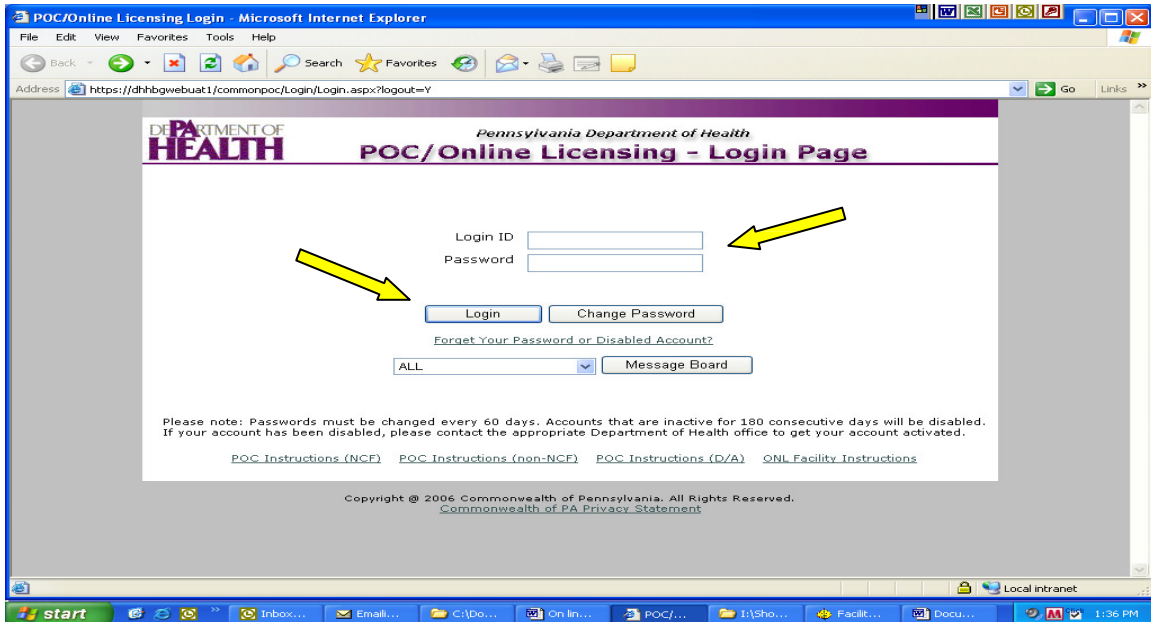 POC/Online Licensing Login - Microsoft Internet Explorer
File Edit View Favorites Tools Help
Back Search Favorites
Address https://dhhbgwebuat1/commonpoc/Login/Login.aspx?logout=Y Go Links »
DEPARTMENT OF HEALTH
Pennsylvania Department of Health
POC/Online Licensing - Login Page
Login ID
Password
Login Change Password
Forget Your Password or Disabled Account?
ALL Message Board
Please note: Passwords must be changed every 60 days. Accounts that are inactive for 180 consecutive days will be disabled.
If your account has been disabled, please contact the appropriate Department of Health office to get your account activated.
POC Instructions (NCF) POC Instructions (non-NCF) POC Instructions (D/A) ONL Facility Instructions
Copyright @ 2006 Commonwealth of Pennsylvania. All Rights Reserved.
Commonwealth of PA Privacy Statement
Local intranet
start » Inbox... Emaili... C:\Do... On lin... POC/... I:\Sho... Facilit... Docu... 1:36 PM